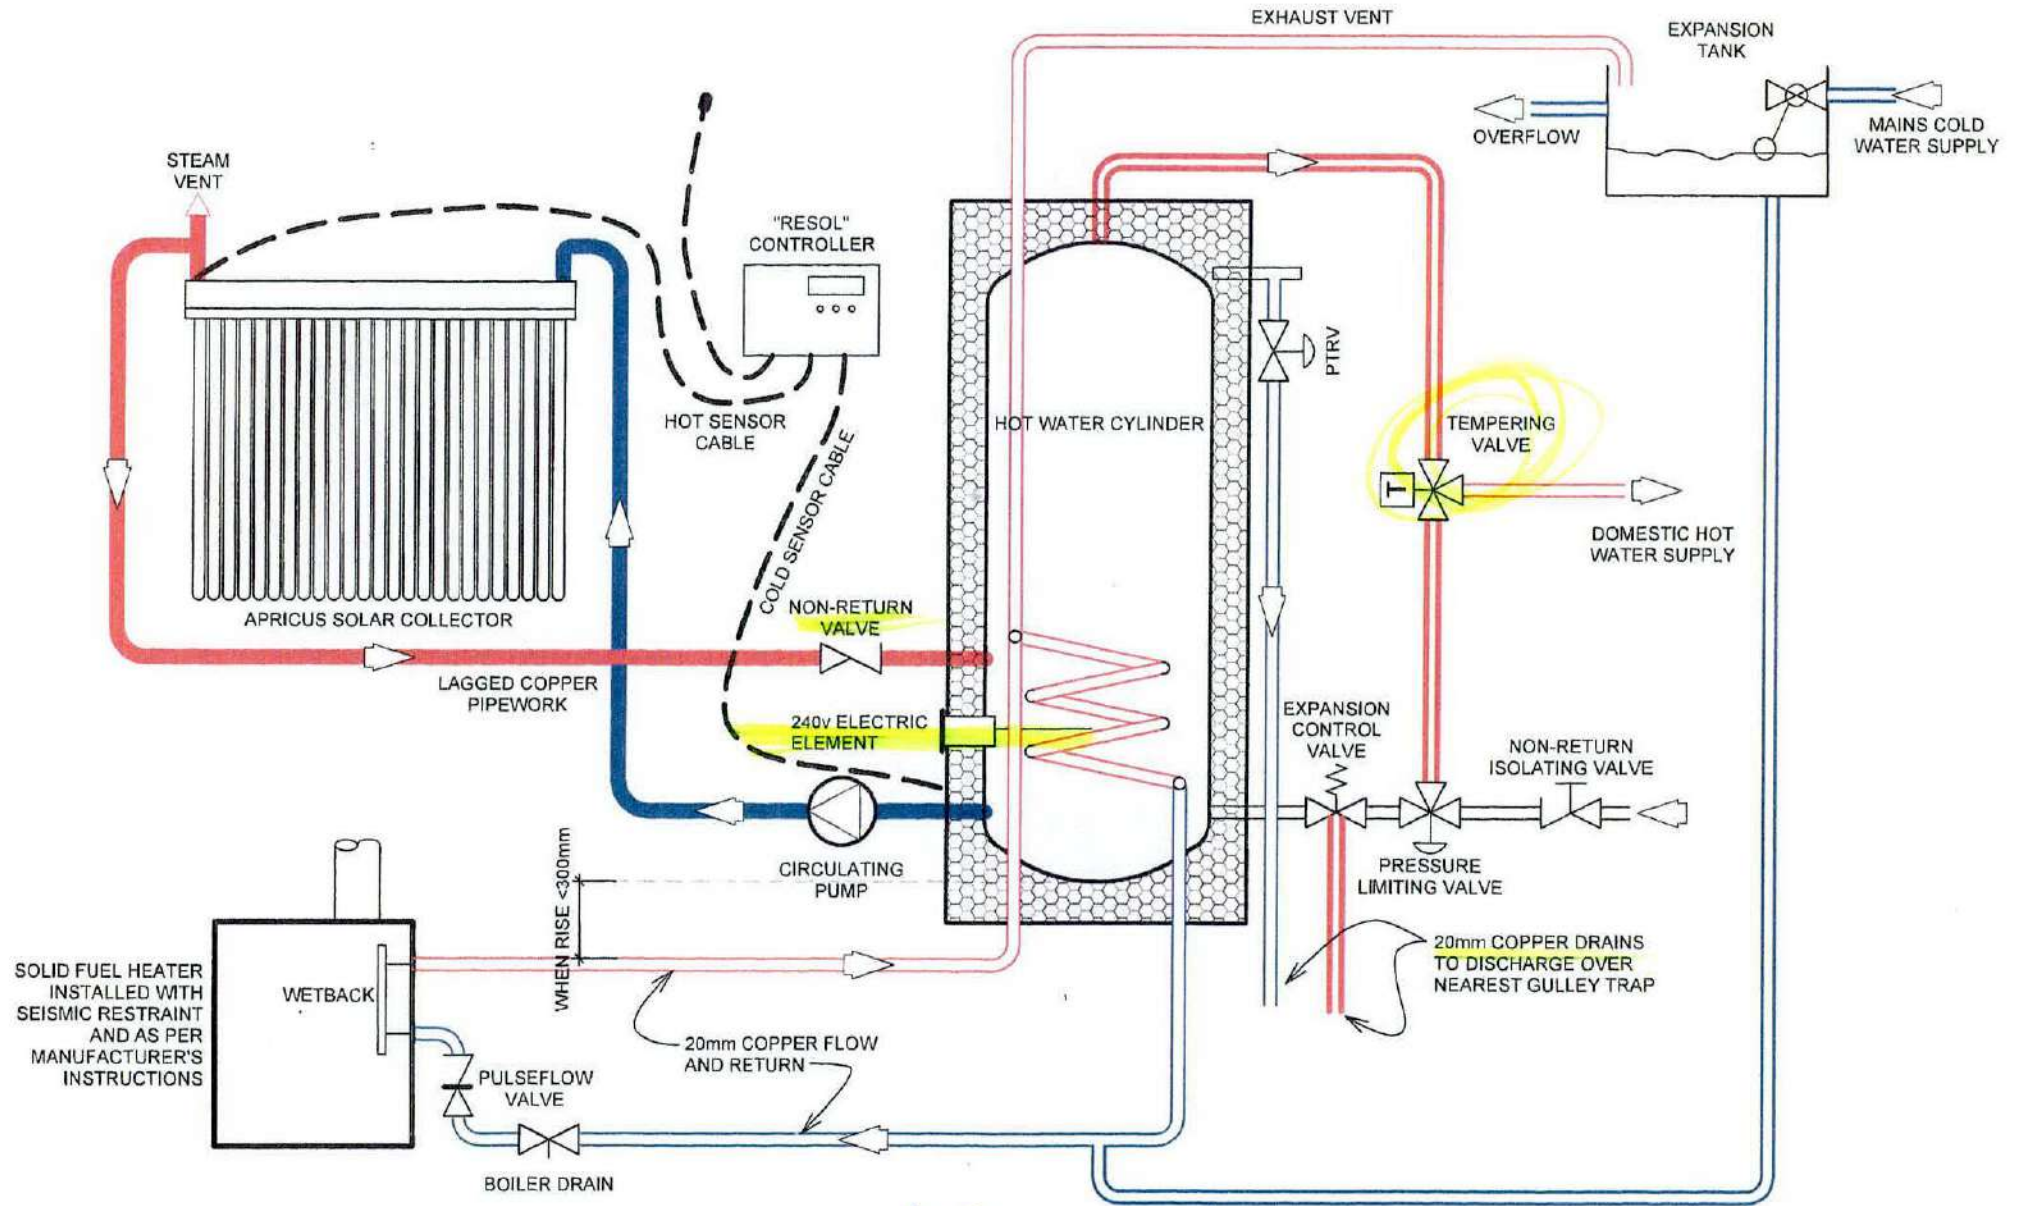 EXHAUST VENT
EXPANSION
TANK
OVERFLOW
MAINS COLD
WATER SUPPLY
STEAM
VENT
"RESOL"
CONTROLLER
HOT SENSOR
CABLE
COLD SENSOR CABLE
HOT WATER CYLINDER
PTRV
TEMPERING
VALVE
T
DOMESTIC HOT
WATER SUPPLY
APRICUS SOLAR COLLECTOR
NON-RETURN
VALVE
LAGGED COPPER
PIPEWORK
240v ELECTRIC
ELEMENT
EXPANSION
CONTROL
VALVE
NON-RETURN
ISOLATING VALVE
CIRCULATING
PUMP
PRESSURE
LIMITING VALVE
WHEN RISE <300mm
20mm COPPER DRAINS
TO DISCHARGE OVER
NEAREST GULLEY TRAP
SOLID FUEL HEATER
INSTALLED WITH
SEISMIC RESTRAINT
AND AS PER
MANUFACTURER'S
INSTRUCTIONS
WETBACK
20mm COPPER FLOW
AND RETURN
PULSEFLOW
VALVE
BOILER DRAIN